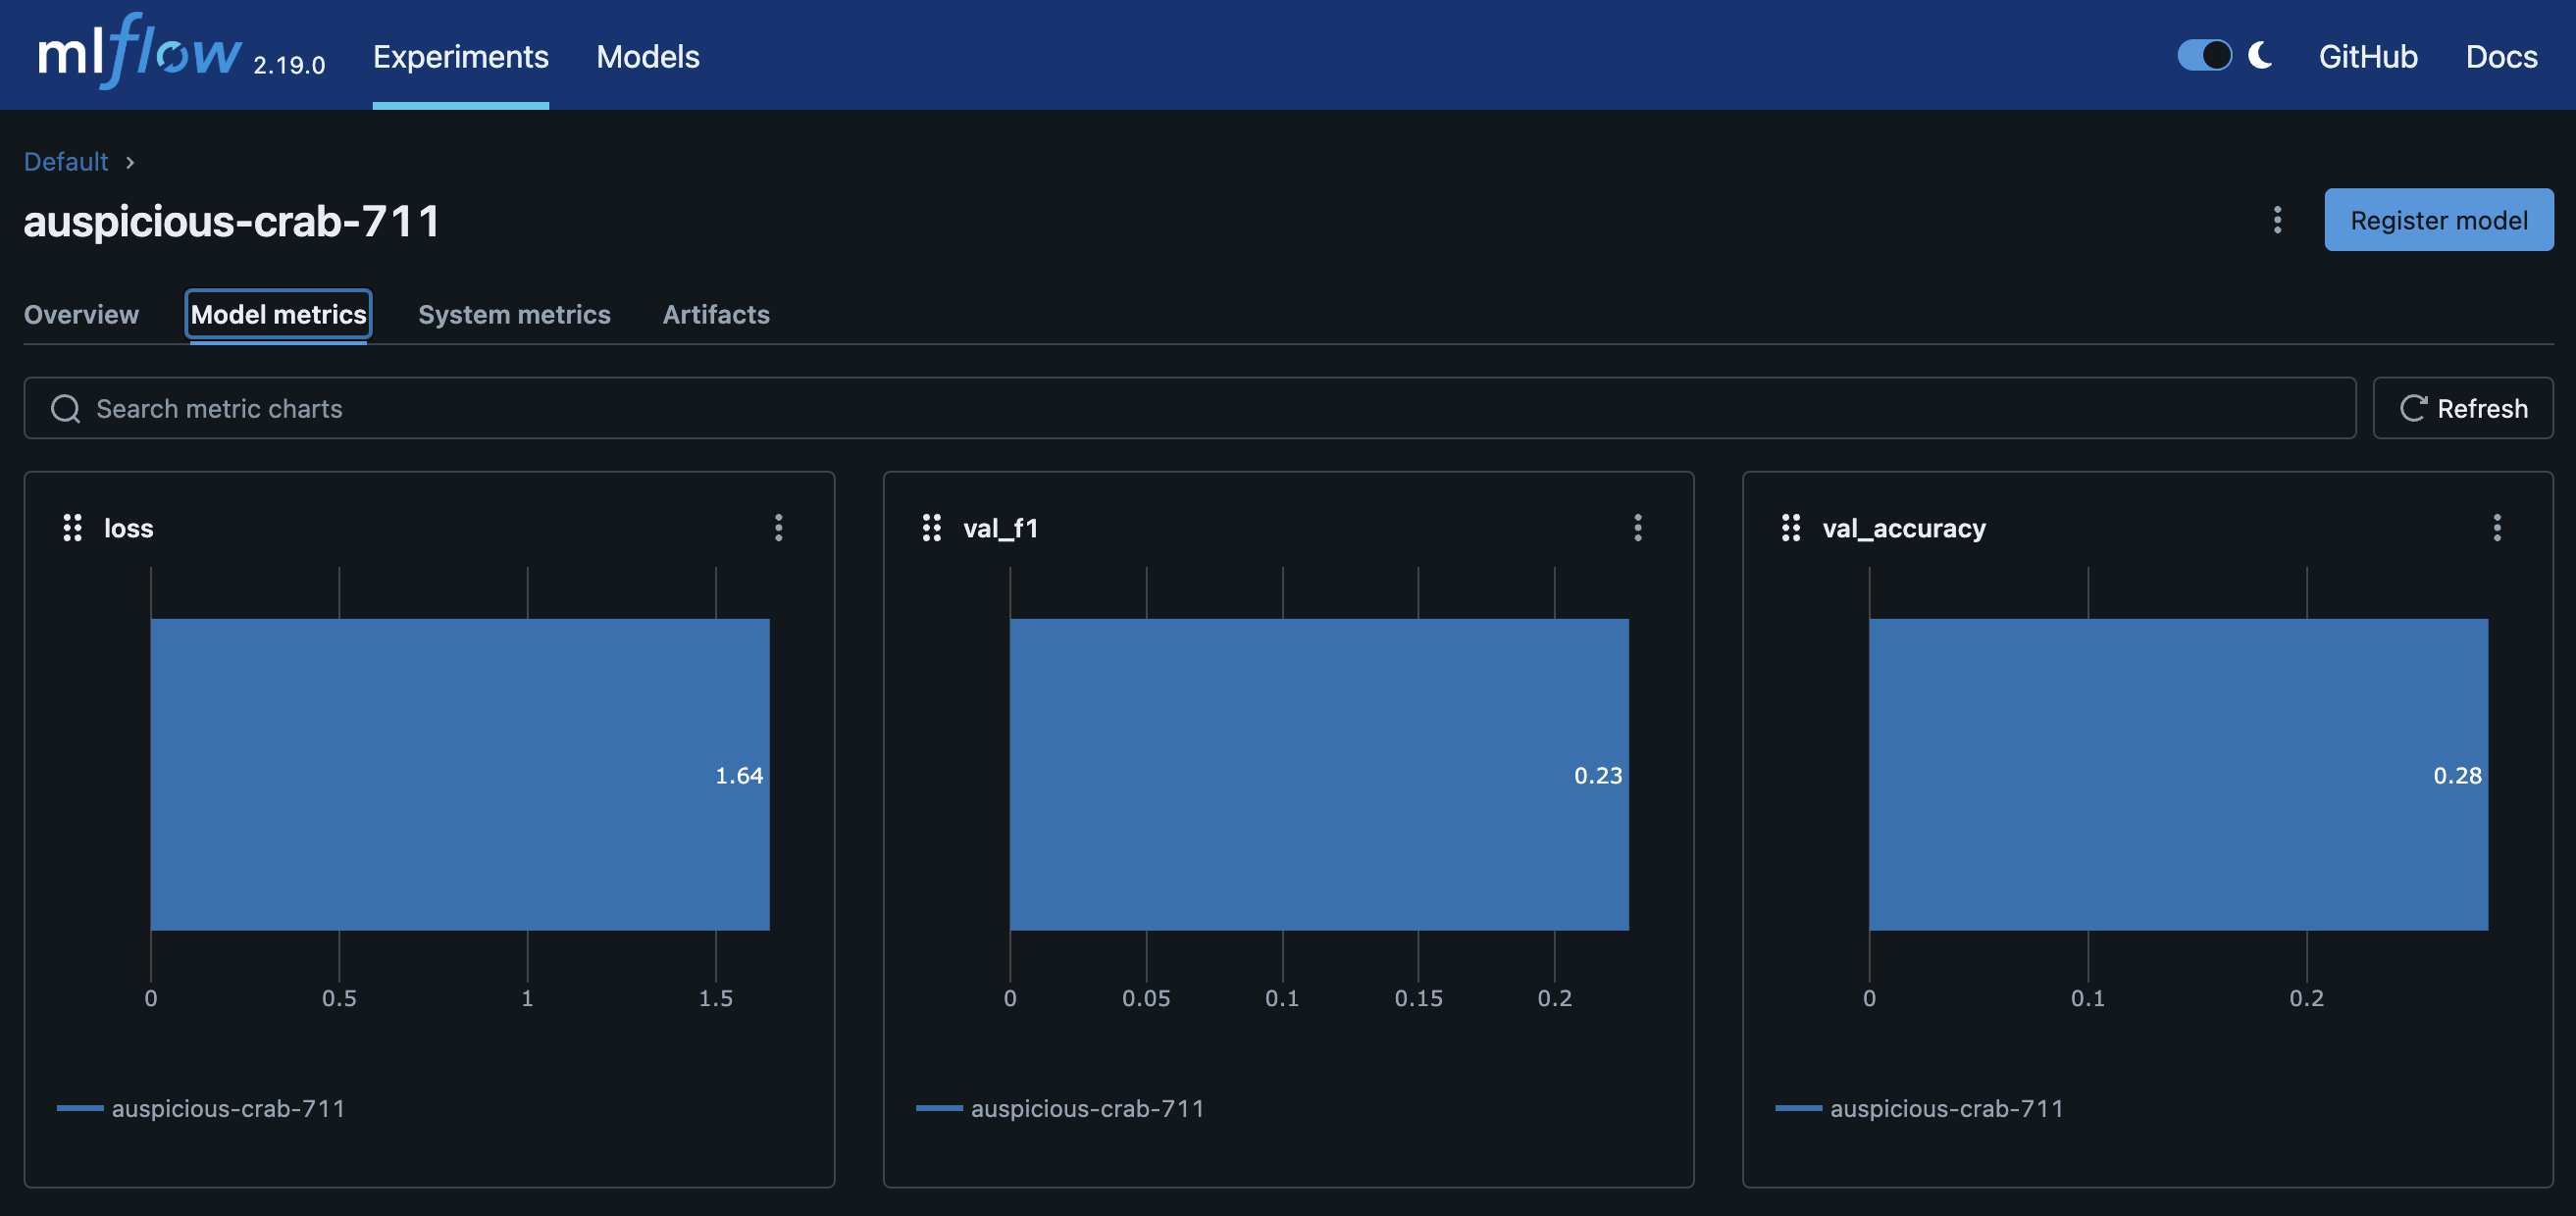 mlflow 2.19.0 Experiments Models GitHub Docs
Default
auspicious-crab-711
Register model
Overview Model metrics System metrics Artifacts
Search metric charts
Refresh
loss
1.64
0 0.5 1 1.5
auspicious-crab-711
val_f1
0.23
0 0.05 0.1 0.15 0.2
auspicious-crab-711
val_accuracy
0.28
0 0.1 0.2
auspicious-crab-711